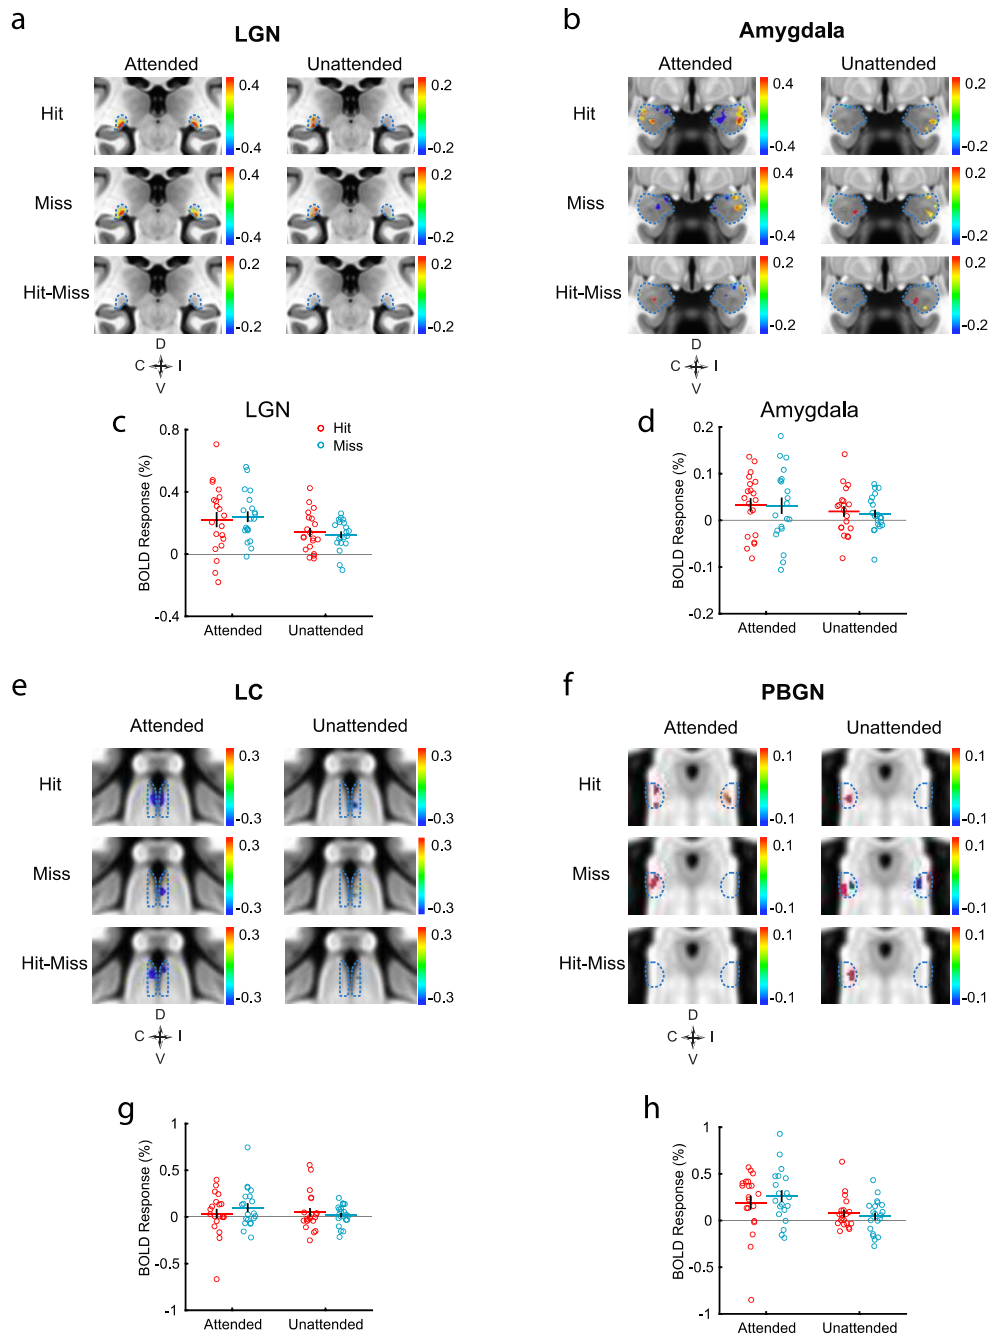 a
LGN
Attended
Unattended
Hit
0.4
-0.4
0.2
-0.2
Miss
0.4
-0.4
0.2
-0.2
Hit-Miss
0.2
-0.2
0.2
-0.2
D
C
I
V
b
Amygdala
Attended
Unattended
Hit
0.4
-0.4
0.2
-0.2
Miss
0.4
-0.4
0.2
-0.2
Hit-Miss
0.2
-0.2
0.2
-0.2
D
C
I
V
c
LGN
Hit
Miss
BOLD Response (%)
0.8
0.4
0
-0.4
Attended
Unattended
d
Amygdala
BOLD Response (%)
0.2
0.1
0
-0.1
-0.2
Attended
Unattended
e
LC
Attended
Unattended
Hit
0.3
-0.3
0.3
-0.3
Miss
0.3
-0.3
0.3
-0.3
Hit-Miss
0.3
-0.3
0.3
-0.3
D
C
I
V
f
PBGN
Attended
Unattended
Hit
0.1
-0.1
0.1
-0.1
Miss
0.1
-0.1
0.1
-0.1
Hit-Miss
0.1
-0.1
0.1
-0.1
D
C
I
V
g
BOLD Response (%)
1
0.5
0
-0.5
-1
Attended
Unattended
h
BOLD Response (%)
1
0.5
0
-0.5
-1
Attended
Unattended